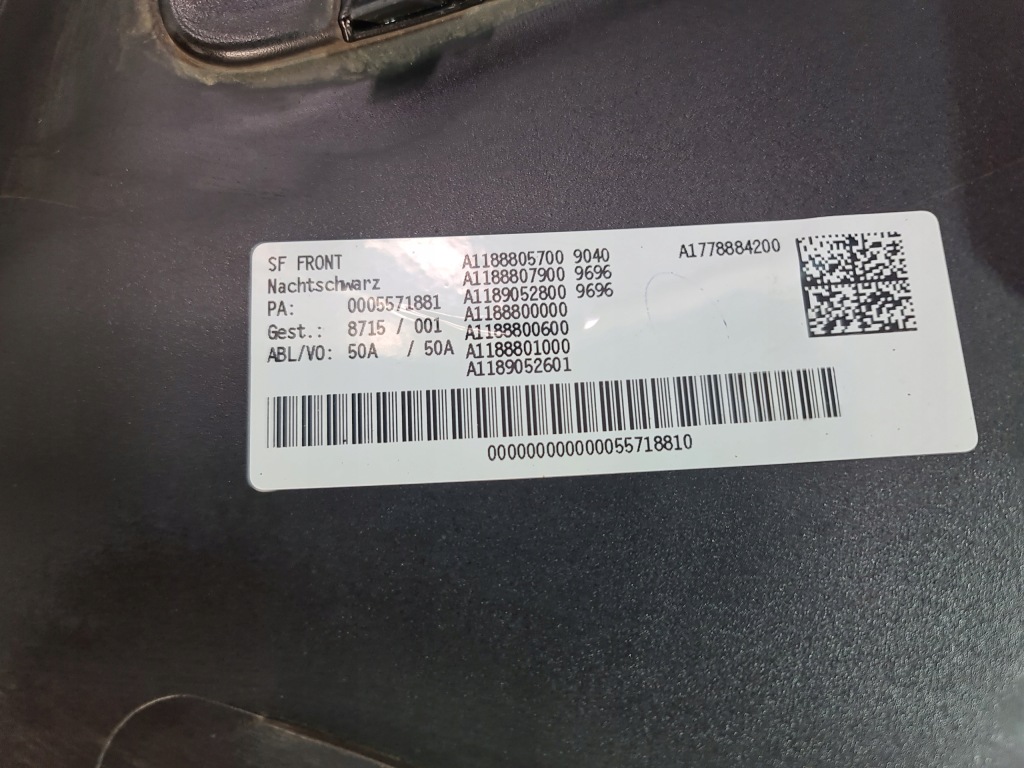 SF FRONT
Nachtschwarz
PA: 0005571881
Gest.: 8715 / 001
ABL/VO: 50A / 50A
A1188805700 9040
A1188807900 9696
A1189052800 9696
A1188800000
A1188800600
A1188801000
A1189052601
A1778884200
000000000000055718810